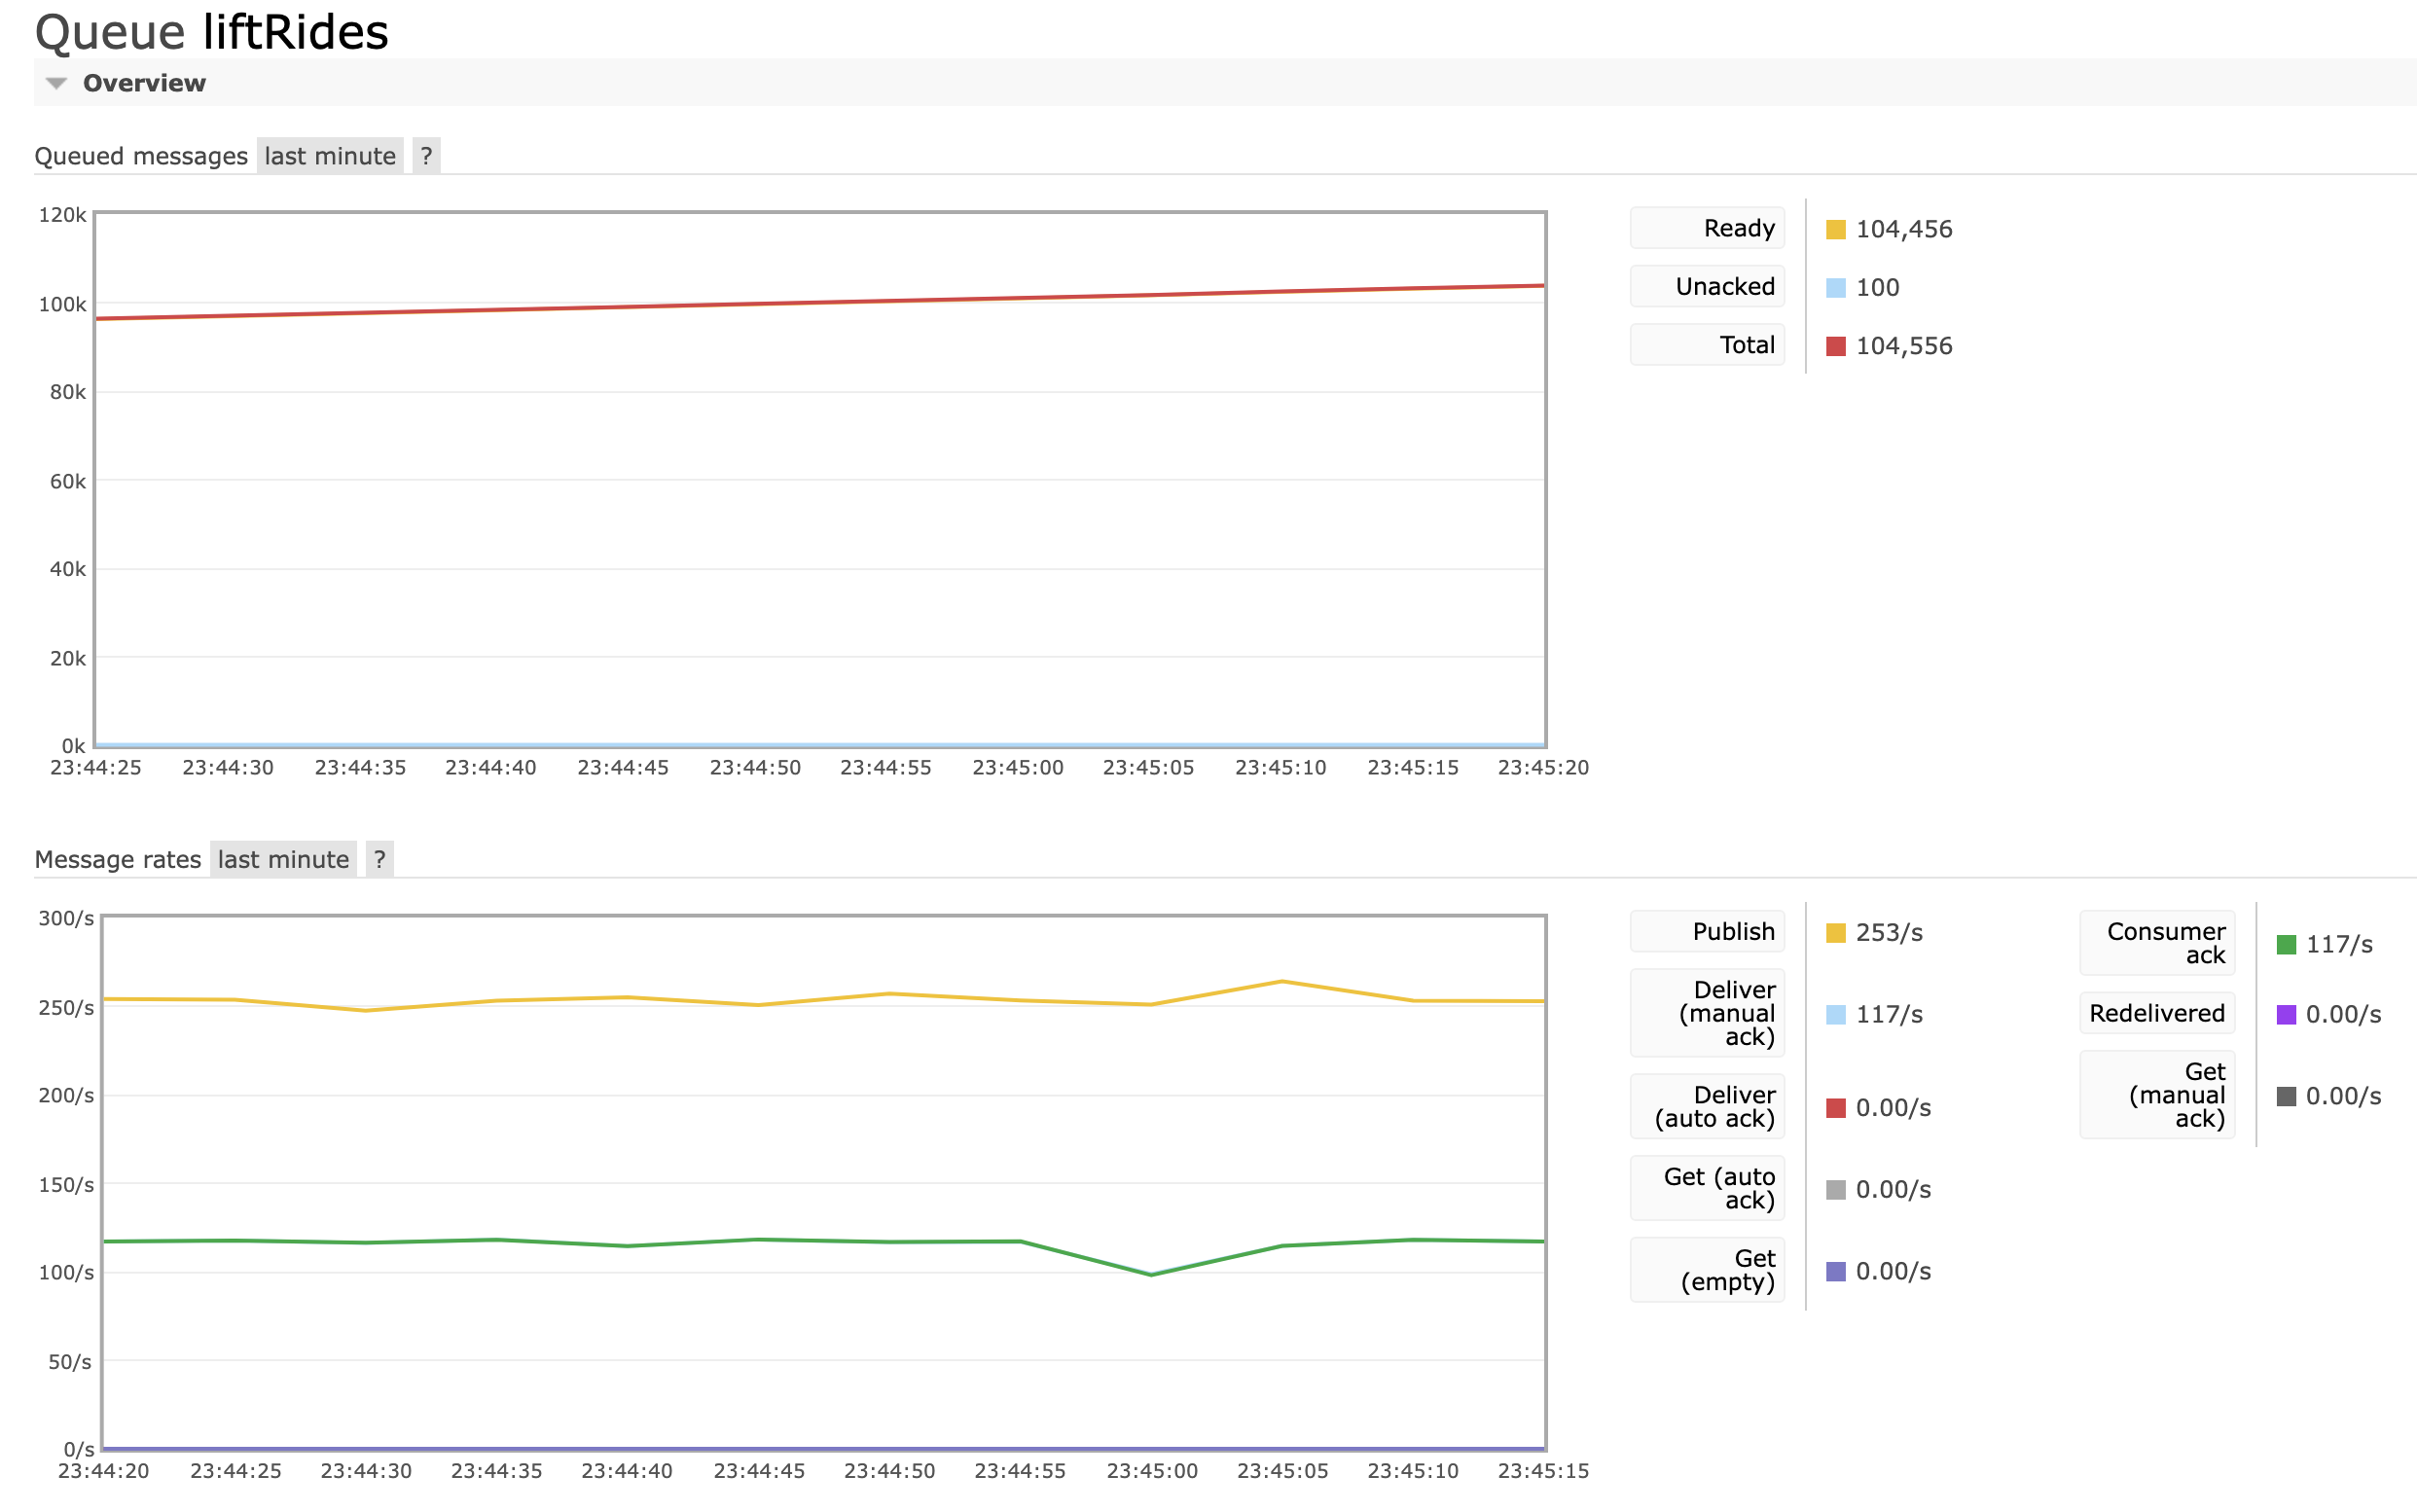 Queue liftRides
Overview
Queued messages last minute ?
120k
100k
80k
60k
40k
20k
0k
23:44:25 23:44:30 23:44:35 23:44:40 23:44:45 23:44:50 23:44:55 23:45:00 23:45:05 23:45:10 23:45:15 23:45:20
Ready 104,456
Unacked 100
Total 104,556
Message rates last minute ?
300/s
250/s
200/s
150/s
100/s
50/s
0/s
23:44:20 23:44:25 23:44:30 23:44:35 23:44:40 23:44:45 23:44:50 23:44:55 23:45:00 23:45:05 23:45:10 23:45:15
Publish 253/s
Deliver
(manual 117/s
ack)
Deliver
(auto ack) 0.00/s
Get (auto
ack) 0.00/s
Get
(empty) 0.00/s
Consumer
ack 117/s
Redelivered 0.00/s
Get
(manual 0.00/s
ack)